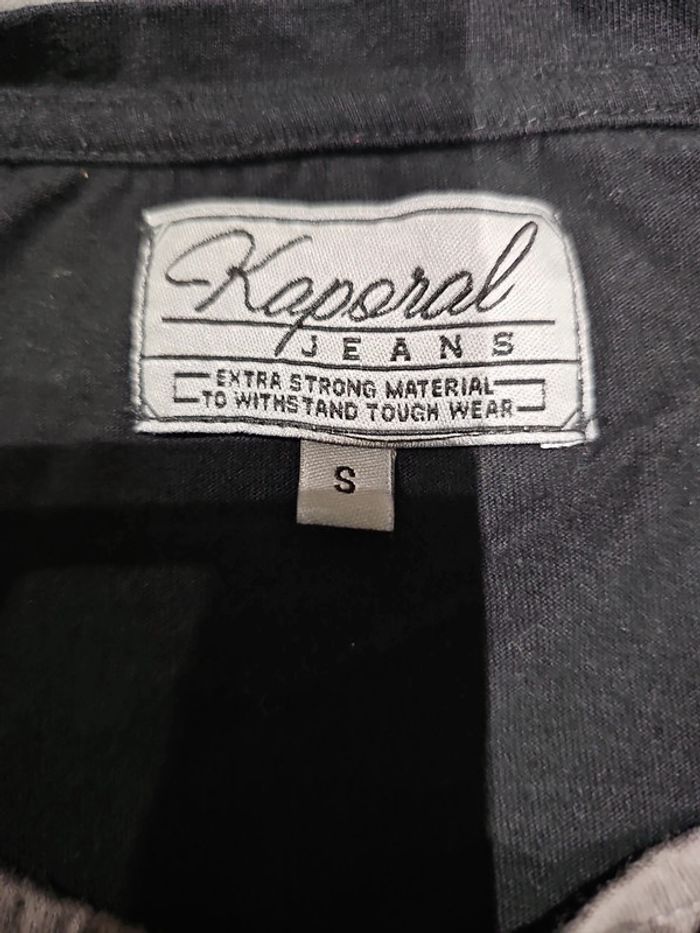 Kaporal
JEANS
EXTRA STRONG MATERIAL
TO WITHSTAND TOUGH WEAR
S